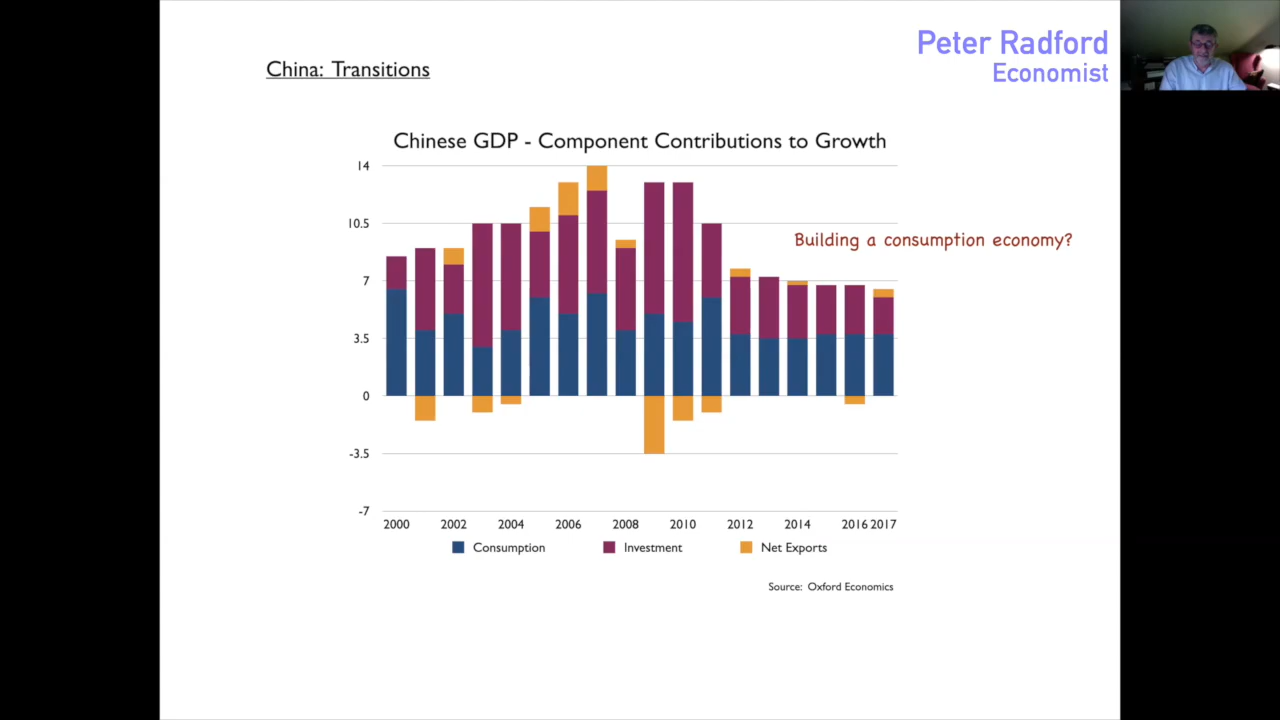 Peter Radford
Economist
China: Transitions
Chinese GDP - Component Contributions to Growth
14
10.5
Building a consumption economy?
7
3.5
0
-3.5
-7
2000 2002 2004 2006 2008 2010 2012 2014 2016 2017
Consumption Investment Net Exports
Source: Oxford Economics